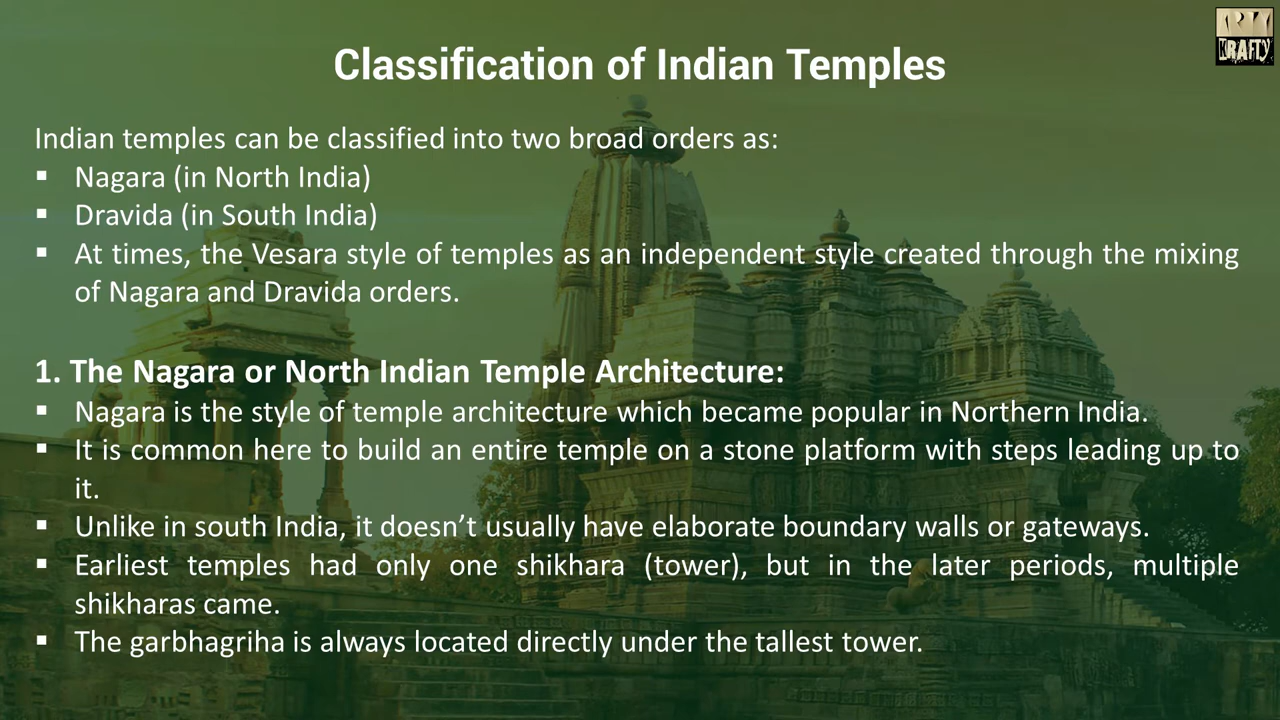 ARTY
KRAFTY
Classification of Indian Temples
Indian temples can be classified into two broad orders as:
▪ Nagara (in North India)
▪ Dravida (in South India)
▪ At times, the Vesara style of temples as an independent style created through the mixing
of Nagara and Dravida orders.
1. The Nagara or North Indian Temple Architecture:
▪ Nagara is the style of temple architecture which became popular in Northern India.
▪ It is common here to build an entire temple on a stone platform with steps leading up to
it.
▪ Unlike in south India, it doesn’t usually have elaborate boundary walls or gateways.
▪ Earliest temples had only one shikhara (tower), but in the later periods, multiple
shikharas came.
▪ The garbhagriha is always located directly under the tallest tower.